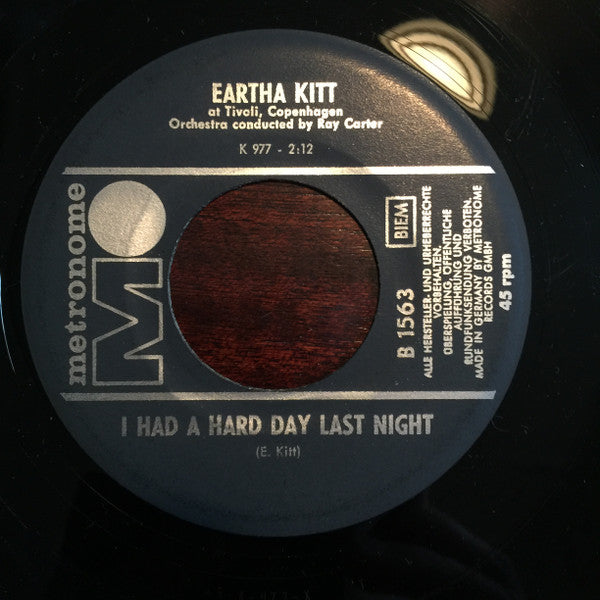 EARTHA KITT
at Tivoli, Copenhagen
Orchestra conducted by Ray Carter
K 977 - 2:12
metronome
M
BIEM
B 1563
ALLE HERSTELLER- UND URHEBERRECHTE
VORBEHALTEN.
ÜBERSPIELUNG, ÖFFENTLICHE
AUFFÜHRUNG UND
RUNDFUNKSENDUNG VERBOTEN.
MADE IN GERMANY BY METRONOME
RECORDS GMBH
45 rpm
I HAD A HARD DAY LAST NIGHT
(E. Kitt)